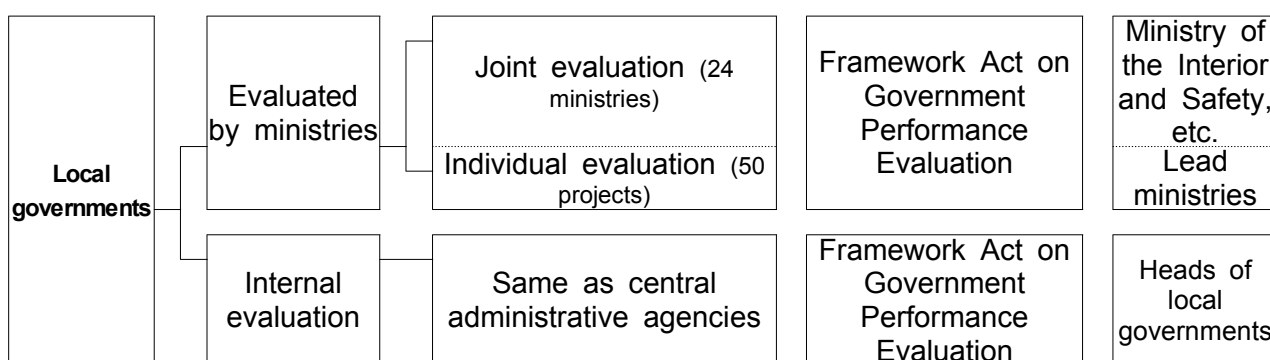 Local
governments
Evaluated
by ministries
Joint evaluation (24
ministries)
Individual evaluation (50
projects)
Framework Act on
Government
Performance
Evaluation
Ministry of
the Interior
and Safety,
etc.
Lead
ministries
Internal
evaluation
Same as central
administrative agencies
Framework Act on
Government
Performance
Evaluation
Heads of
local
governments